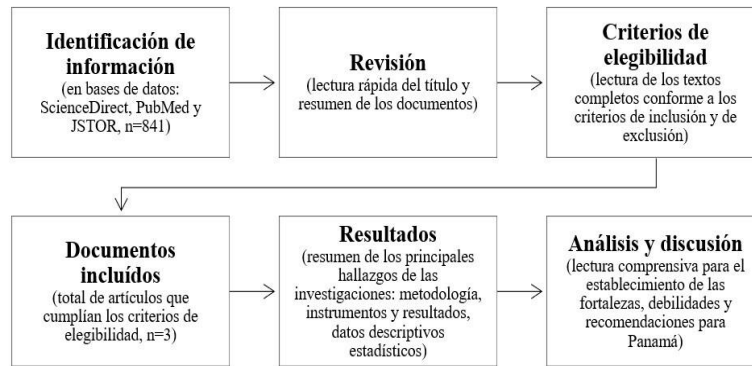 Identificación de
información
(en bases de datos:
ScienceDirect, PubMed y
JSTOR, n=841)
Revisión
(lectura rápida del título y
resumen de los documentos)
Criterios de
elegibilidad
(lectura de los textos
completos conforme a los
criterios de inclusión y de
exclusión)
Documentos
incluídos
(total de artículos que
cumplían los criterios de
elegibilidad, n=3)
Resultados
(resumen de los principales
hallazgos de las
investigaciones: metodología,
instrumentos y resultados,
datos descriptivos
estadísticos)
Análisis y discusión
(lectura comprensiva para el
establecimiento de las
fortalezas, debilidades y
recomendaciones para
Panamá)